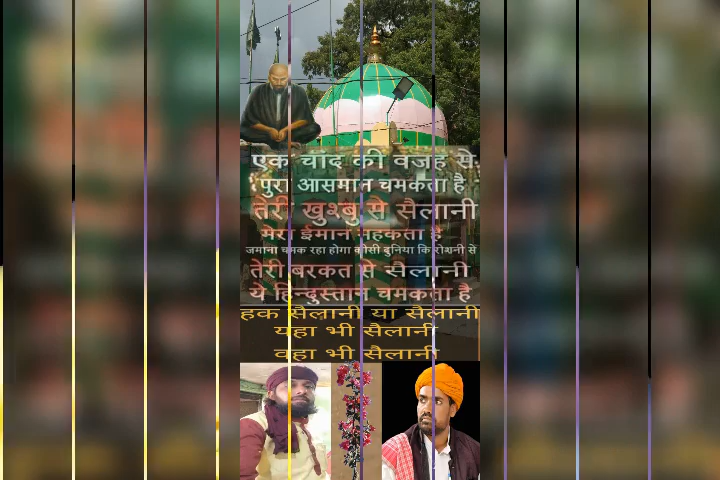 एक चाँद की वजह से
पुरा आसमान चमकता है
तेरी खुश्बु से सैलानी
मेरा ईमान महकता है
जमाना चमक रहा होगा कीसी दुनिया कि रोशनी से
तेरी बरकत से सैलानी
ये हिन्दुस्तान चमकता है
हक सैलानी या सैलानी
यहा भी सैलानी
वहा भी सैलानी